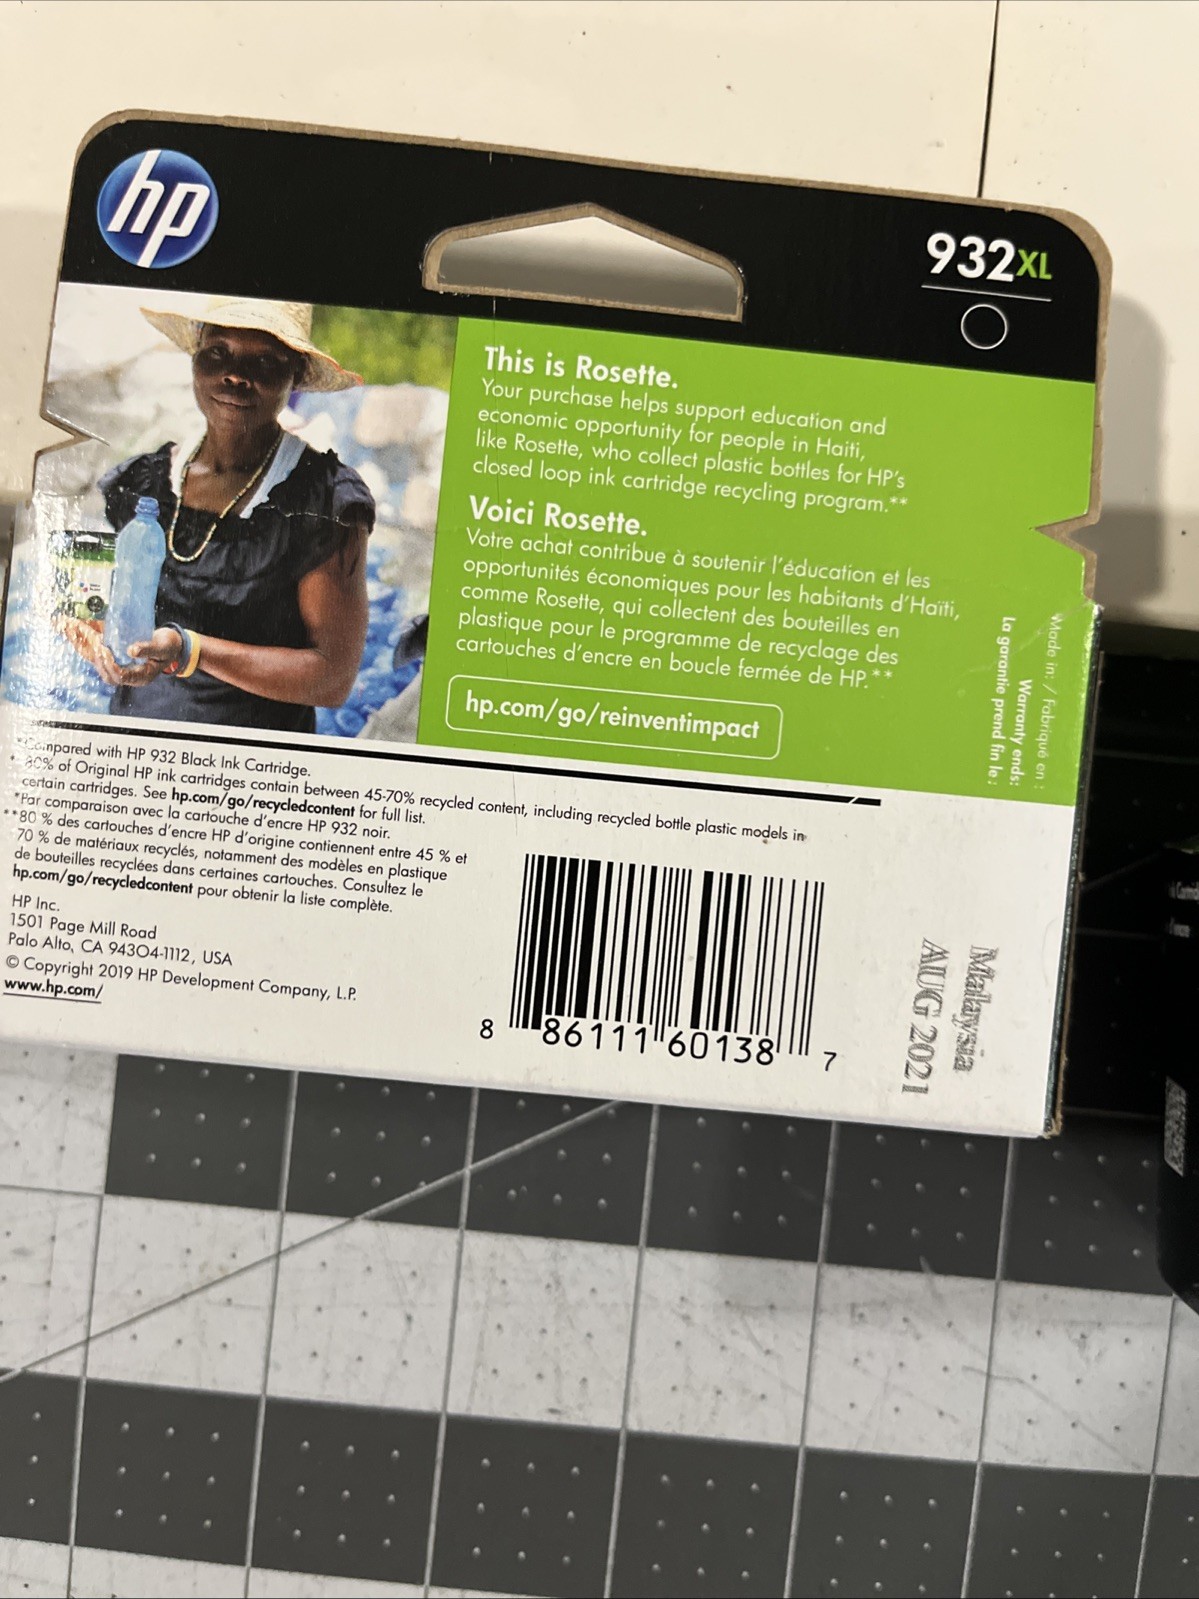 hp
932XL
This is Rosette.
Your purchase helps support education and
economic opportunity for people in Haiti,
like Rosette, who collect plastic bottles for HP's
closed loop ink cartridge recycling program.**
Voici Rosette.
Votre achat contribue à soutenir l'éducation et les
opportunités économiques pour les habitants d'Haïti,
comme Rosette, qui collectent des bouteilles en
plastique pour le programme de recyclage des
cartouches d'encre en boucle fermée de HP.**
hp.com/go/reinventimpact
Made in: / Fabriqué en :
Warranty ends:
La garantie prend fin le:
*Compared with HP 932 Black Ink Cartridge.
80% of Original HP ink cartridges contain between 45-70% recycled content, including recycled bottle plastic models in
certain cartridges. See hp.com/go/recycledcontent for full list.
*Par comparaison avec la cartouche d'encre HP 932 noir.
**80 % des cartouches d'encre HP d'origine contiennent entre 45 % et
70 % de matériaux recyclés, notamment des modèles en plastique
de bouteilles recyclées dans certaines cartouches. Consultez le
hp.com/go/recycledcontent pour obtenir la liste complète.
HP Inc.
1501 Page Mill Road
Palo Alto, CA 94304-1112, USA
© Copyright 2019 HP Development Company, L.P.
www.hp.com/
8 86111 60138 7
Malaysia
AUG 2021